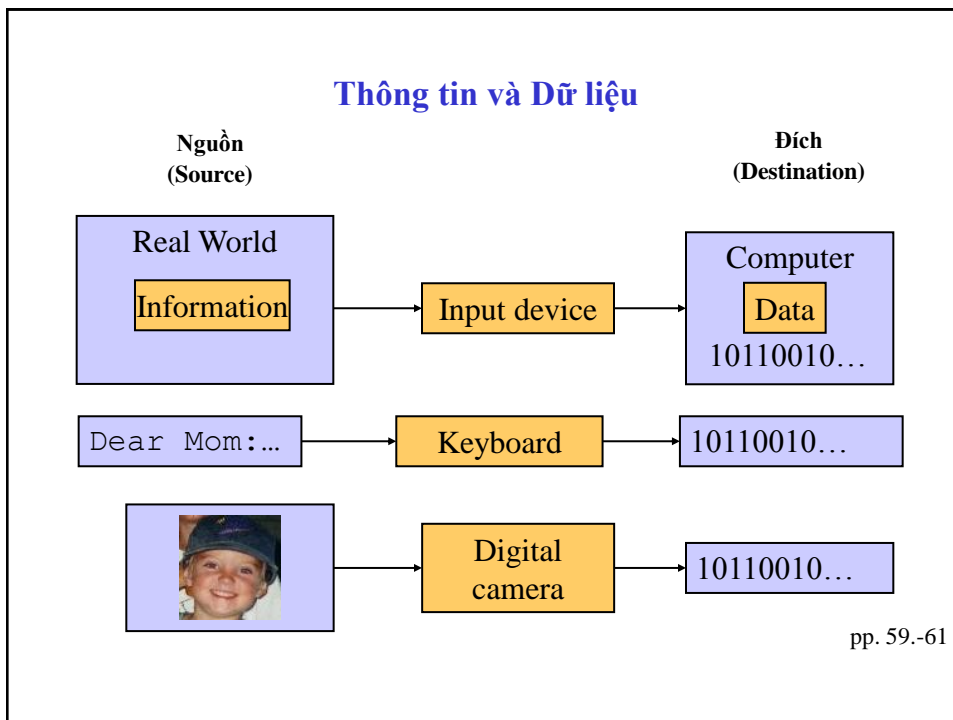 Thông tin và Dữ liệu
Nguồn
(Source)
Đích
(Destination)
Real World
Information
Input device
Computer
Data
10110010…
Dear Mom:…
Keyboard
10110010…
Digital
camera
10110010…
pp. 59.-61